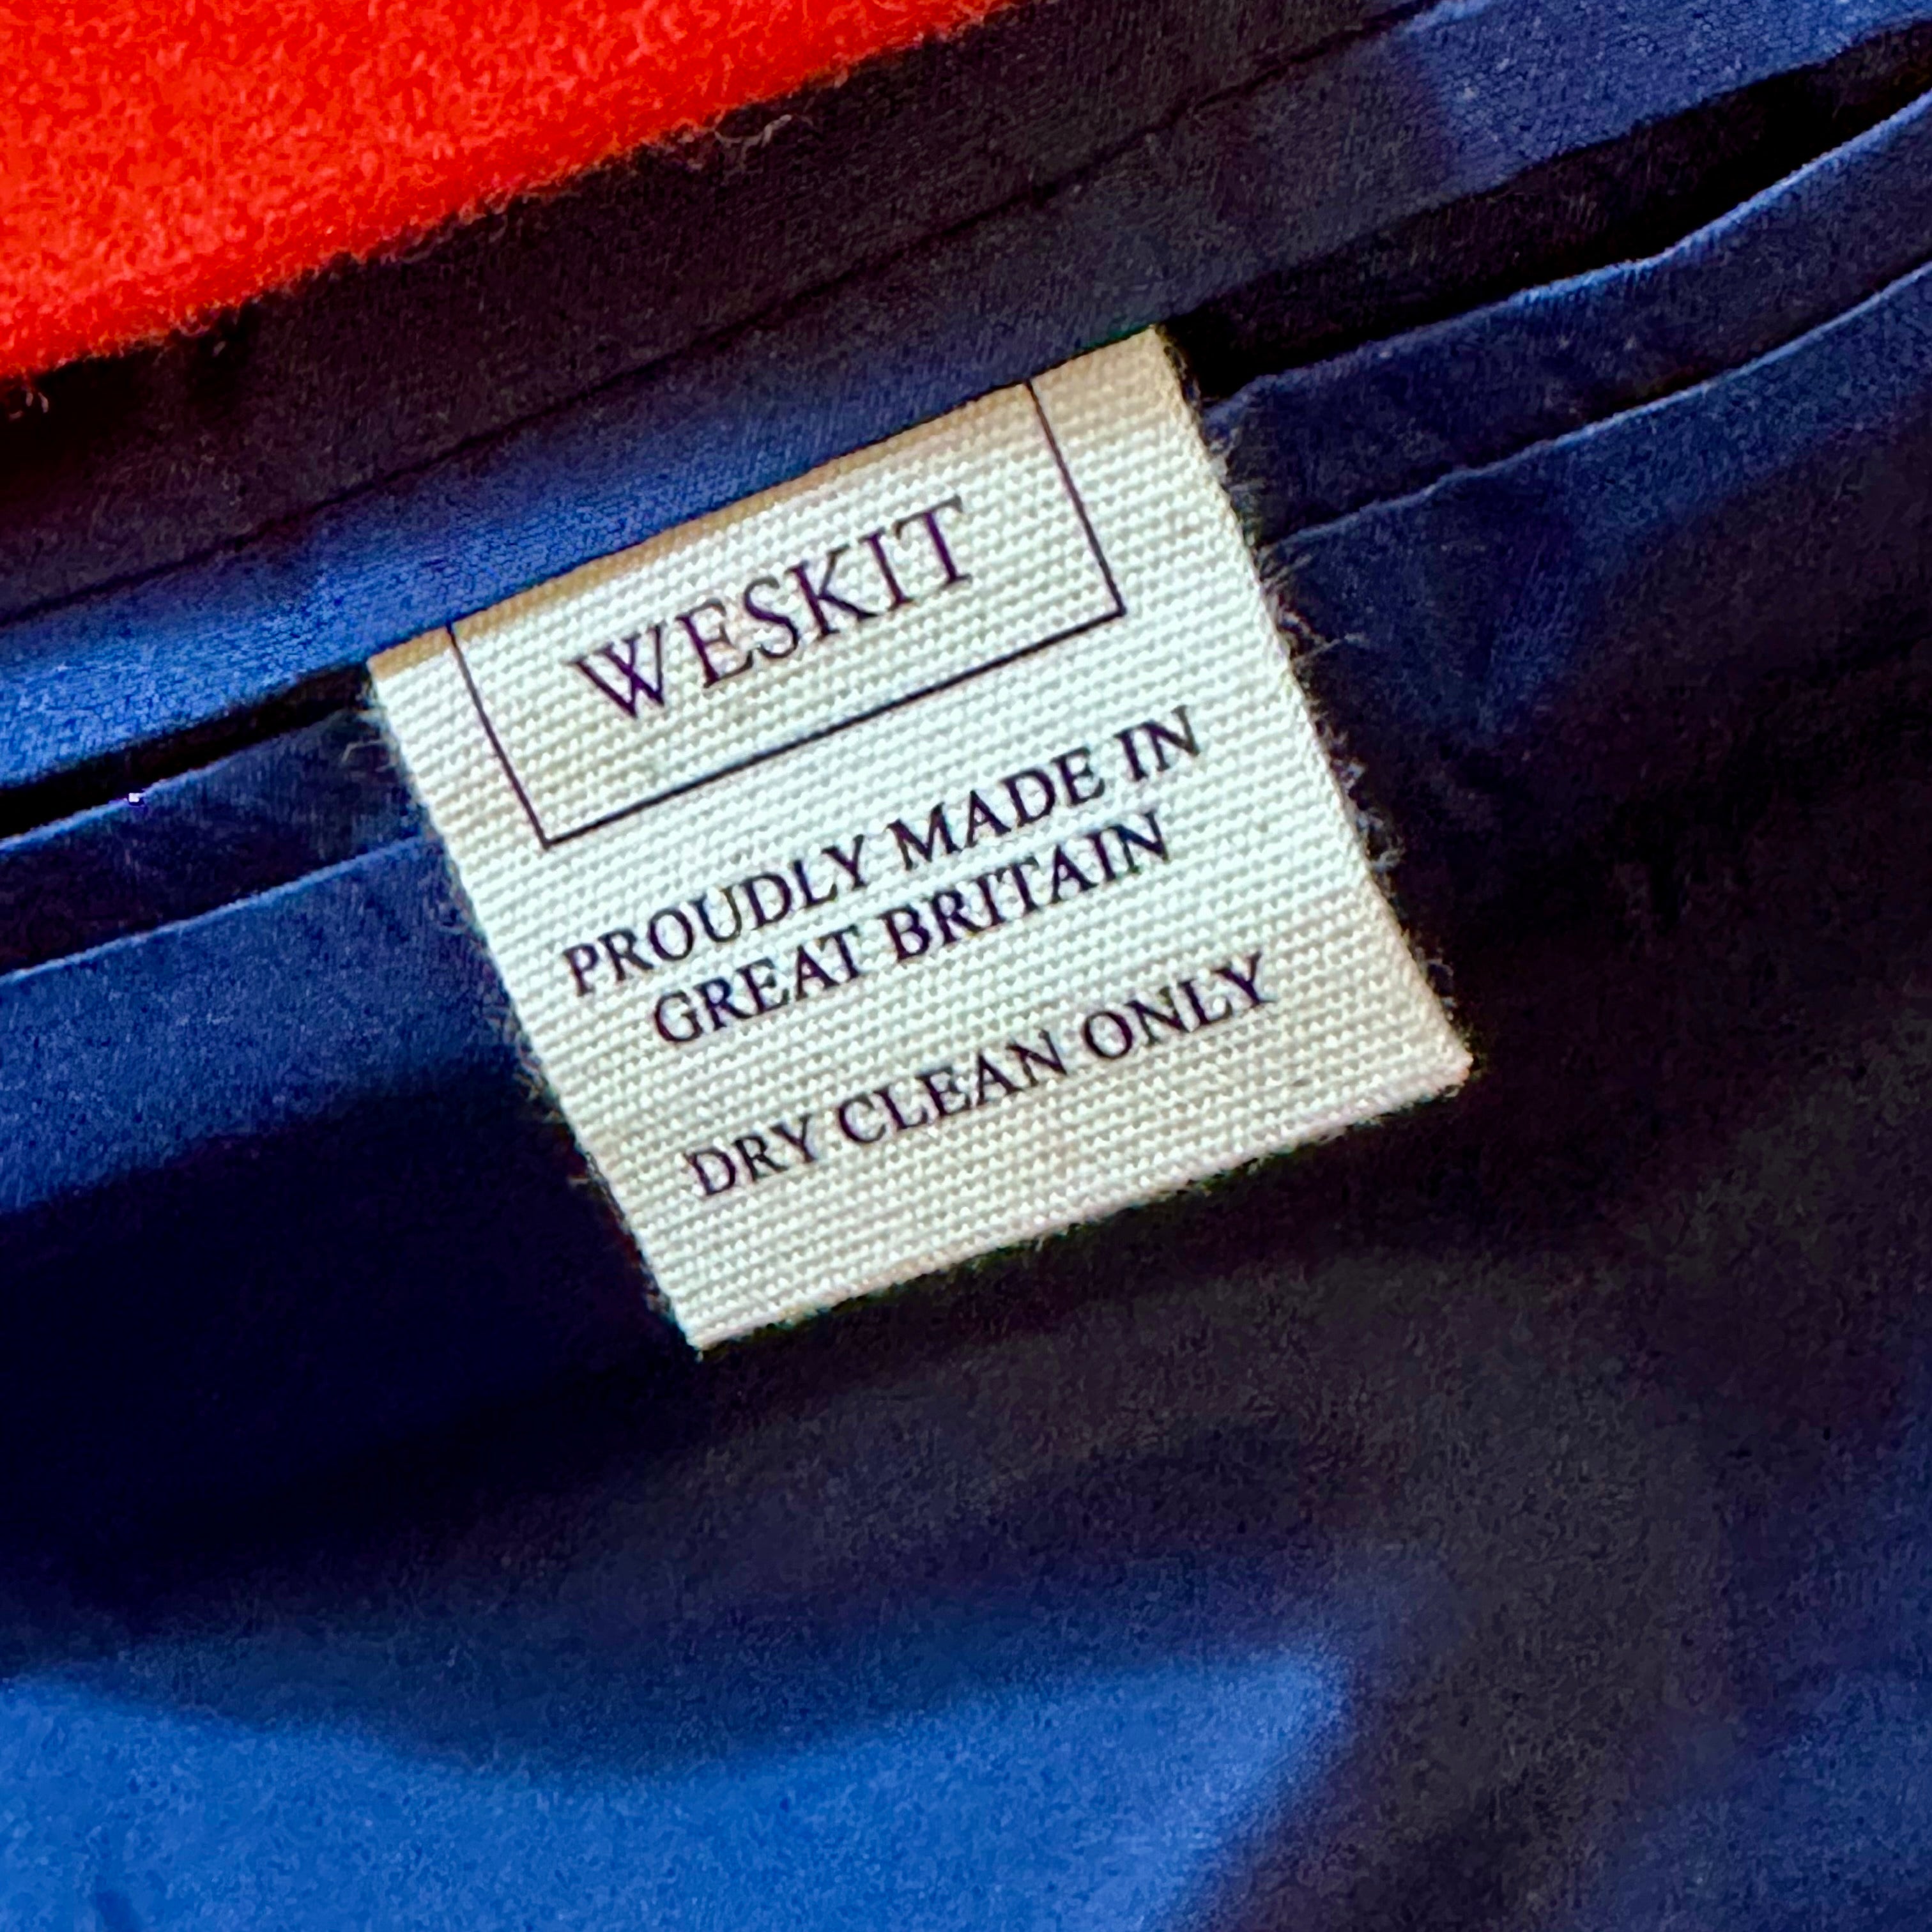 WESKIT
PROUDLY MADE IN
GREAT BRITAIN
DRY CLEAN ONLY